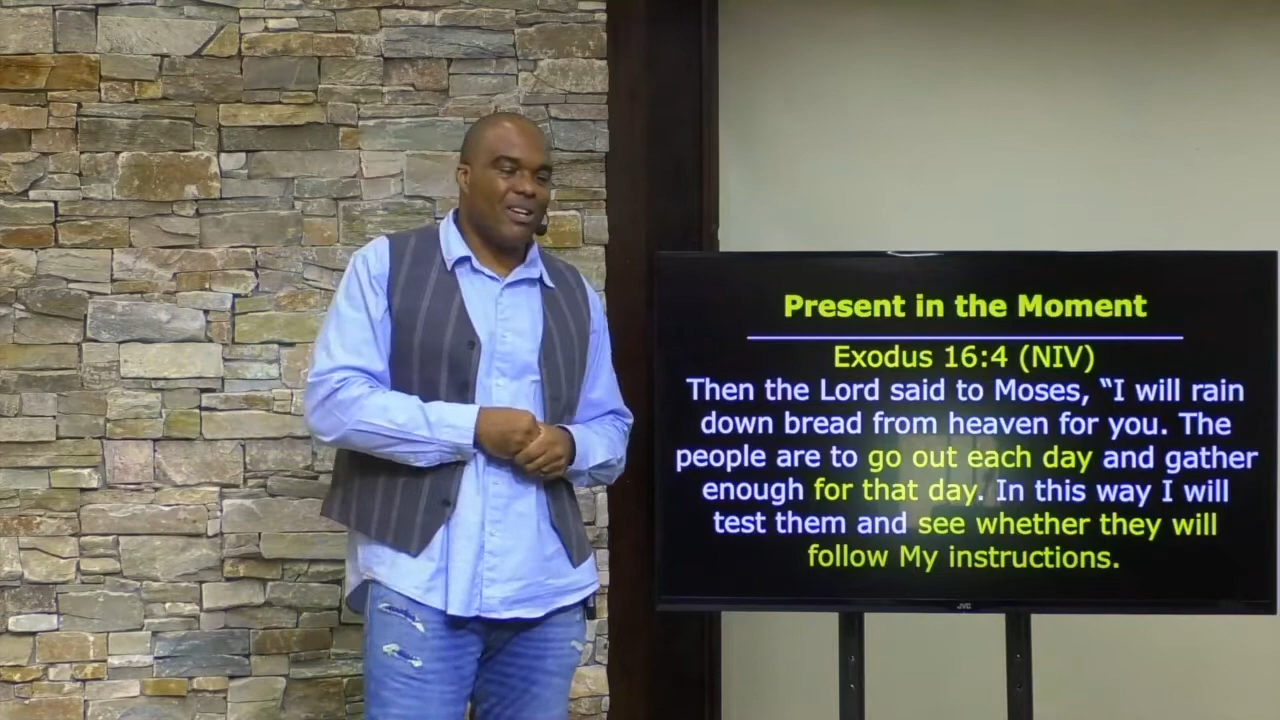 Present in the Moment
Exodus 16:4 (NIV)
Then the Lord said to Moses, “I will rain
down bread from heaven for you. The
people are to go out each day and gather
enough for that day. In this way I will
test them and see whether they will
follow My instructions.
JVC